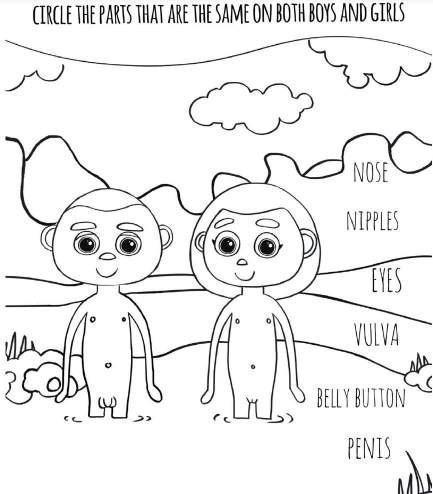 CIRCLE THE PARTS THAT ARE THE SAME ON BOTH BOYS AND GIRLS
NOSE
NIPPLES
EYES
VULVA
BELLY BUTTON
PENIS